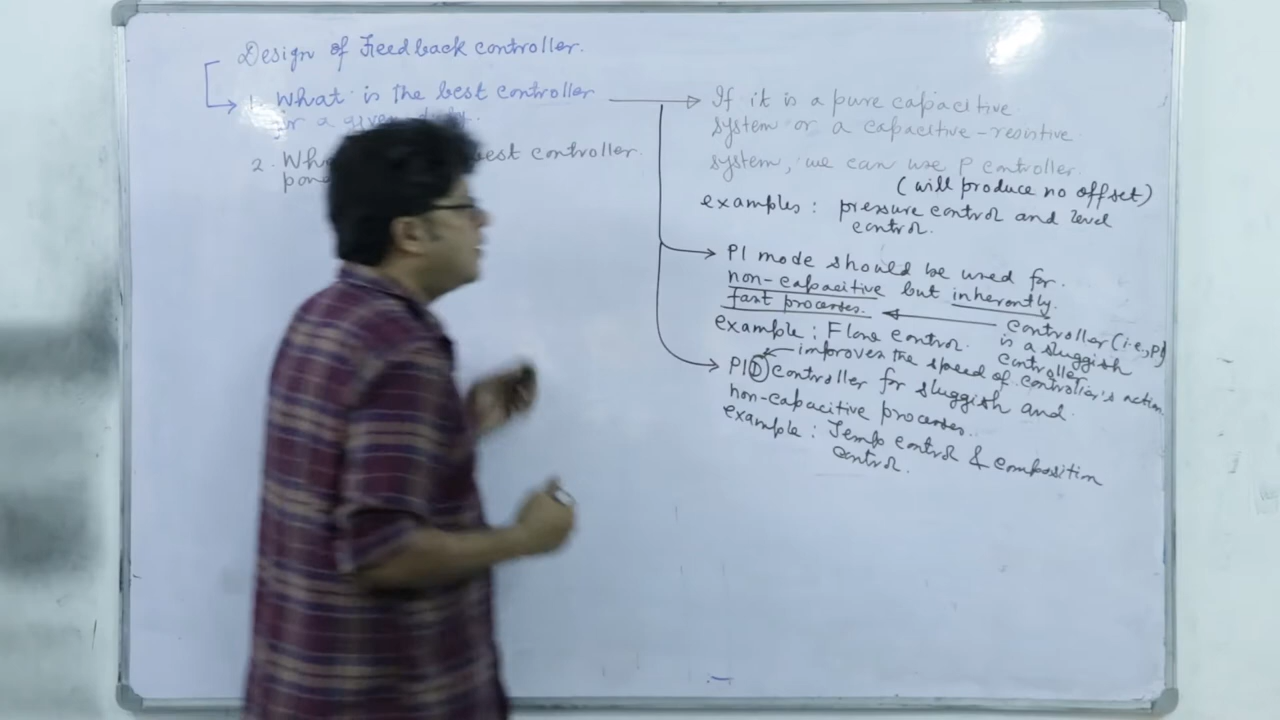 Design of Feedback controller.
1. What is the best controller
a given
2. best controller.
If it is a pure capacitive
system or a capacitive-resistive
system, we can use P controller.
(will produce no offset)
examples: pressure control and level
control.
PI mode should be used for
non-capacitive but inherently
fast processes.
controller (i.e., PI)
is a sluggish
controller.
example: Flow control.
improves the speed of controller's action
PID controller for sluggish and
non-capacitive processes.
example: Temp control & composition
control.